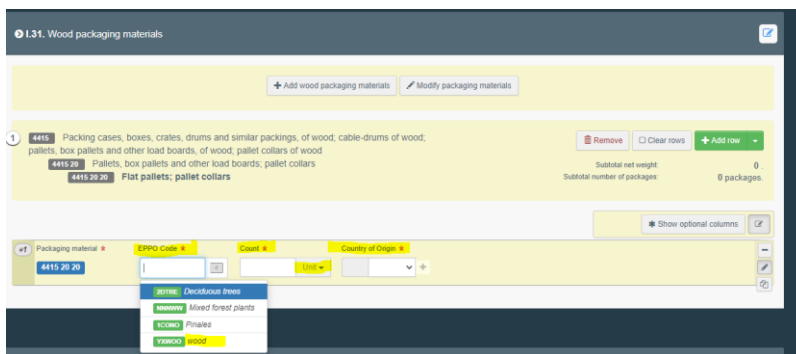 I.31. Wood packaging materials
Add wood packaging materials
Modify packaging materials
1
4415 Packing cases, boxes, crates, drums and similar packings, of wood; cable-drums of wood;
pallets, box pallets and other load boards, of wood; pallet collars of wood
4415 20 Pallets, box pallets and other load boards; pallet collars
4415 20 20 Flat pallets; pallet collars
Remove
Clear rows
Add row
Subtotal net weight: 0 .
Subtotal number of packages: 0 packages.
Show optional columns
#1 Packaging material * EPPO Code * Count * Country of Origin *
4415 20 20 Unit
2DTRE Deciduous trees
NNNWW Mixed forest plants
1CONO Pinales
YXWOO wood